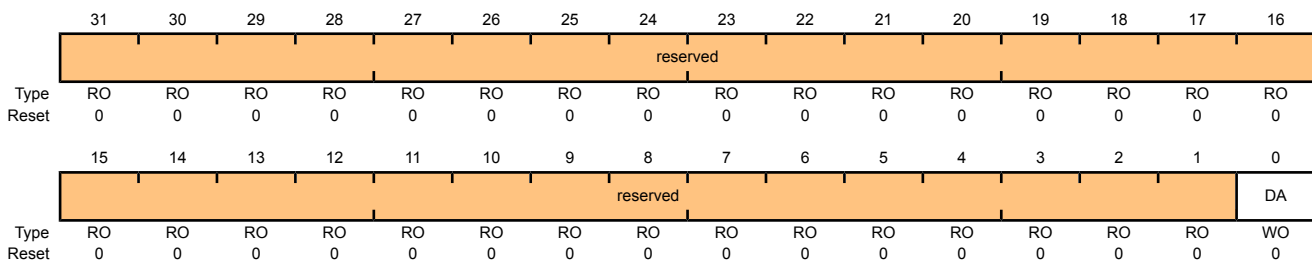 31 30 29 28 27 26 25 24 23 22 21 20 19 18 17 16
reserved
Type RO RO RO RO RO RO RO RO RO RO RO RO RO RO RO RO
Reset 0 0 0 0 0 0 0 0 0 0 0 0 0 0 0 0
15 14 13 12 11 10 9 8 7 6 5 4 3 2 1 0
reserved DA
Type RO RO RO RO RO RO RO RO RO RO RO RO RO RO RO WO
Reset 0 0 0 0 0 0 0 0 0 0 0 0 0 0 0 0